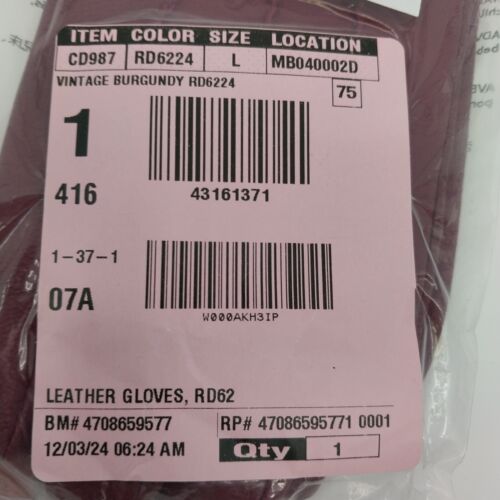 ITEM COLOR SIZE LOCATION
CD987 RD6224 L MB040002D
VINTAGE BURGUNDY RD6224
75
1
416
43161371
1-37-1
07A
W000AKH3IP
LEATHER GLOVES, RD62
BM# 4708659577 RP# 47086595771 0001
12/03/24 06:24 AM Qty 1